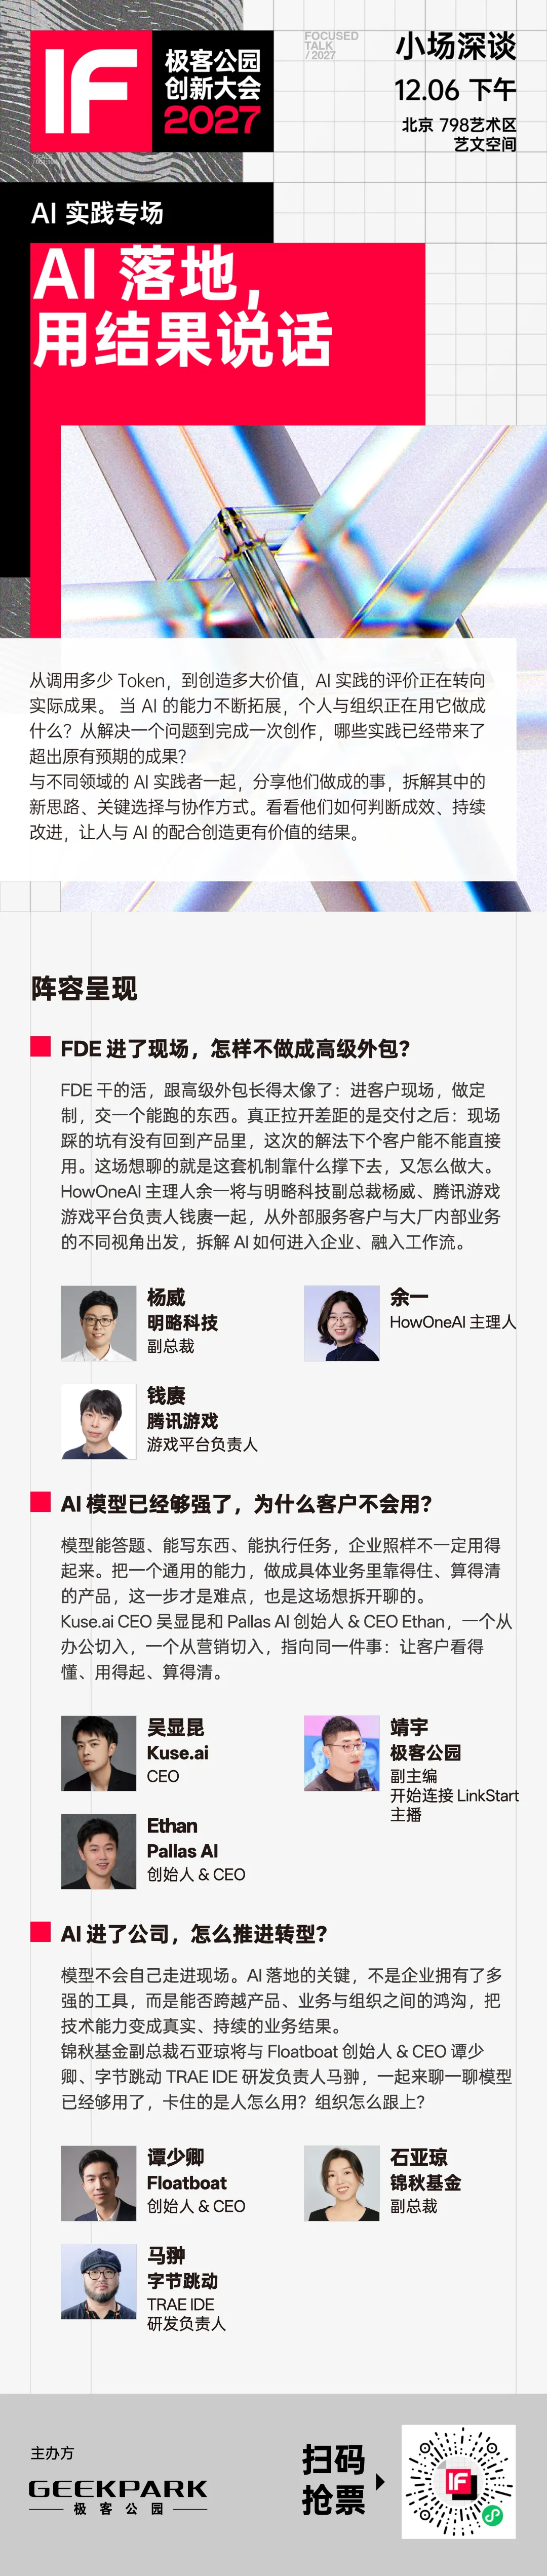 IF
极客公园
创新大会
2027
FOCUSED
TALK
/ 2027
小场深谈
12.06 下午
北京 798艺术区
艺文空间
AI 实践专场
AI 落地，
用结果说话
从调用多少 Token，到创造多大价值，AI 实践的评价正在转向
实际成果。 当 AI 的能力不断拓展，个人与组织正在用它做成
什么？从解决一个问题到完成一次创作，哪些实践已经带来了
超出原有预期的成果？
与不同领域的 AI 实践者一起，分享他们做成的事，拆解其中的
新思路、关键选择与协作方式。看看他们如何判断成效、持续
改进，让人与 AI 的配合创造更有价值的结果。
阵容呈现
FDE 进了现场，怎样不做成高级外包？
FDE 干的活，跟高级外包长得太像了：进客户现场，做定
制，交一个能跑的东西。真正拉开差距的是交付之后：现场
踩的坑有没有回到产品里，这次的解法下个客户能不能直接
用。这场想聊的就是这套机制靠什么撑下去，又怎么做大。
HowOneAI 主理人余一将与明略科技副总裁杨威、腾讯游戏
游戏平台负责人钱赓一起，从外部服务客户与大厂内部业务
的不同视角出发，拆解 AI 如何进入企业、融入工作流。
杨威
明略科技
副总裁
余一
HowOneAI 主理人
钱赓
腾讯游戏
游戏平台负责人
AI 模型已经够强了，为什么客户不会用？
模型能答题、能写东西、能执行任务，企业照样不一定用得
起来。把一个通用的能力，做成具体业务里靠得住、算得清
的产品，这一步才是难点，也是这场想拆开聊的。
Kuse.ai CEO 吴显昆和 Pallas AI 创始人 & CEO Ethan，一个从
办公切入，一个从营销切入，指向同一件事：让客户看得
懂、用得起、算得清。
吴显昆
Kuse.ai
CEO
靖宇
极客公园
副主编
开始连接 LinkStart
主播
Ethan
Pallas AI
创始人 & CEO
AI 进了公司，怎么推进转型？
模型不会自己走进现场。AI 落地的关键，不是企业拥有了多
强的工具，而是能否跨越产品、业务与组织之间的鸿沟，把
技术能力变成真实、持续的业务结果。
锦秋基金副总裁石亚琼将与 Floatboat 创始人 & CEO 谭少
卿、字节跳动 TRAE IDE 研发负责人马翀，一起来聊一聊模型
已经够用了，卡住的是人怎么用？组织怎么跟上？
谭少卿
Floatboat
创始人 & CEO
石亚琼
锦秋基金
副总裁
马翀
字节跳动
TRAE IDE
研发负责人
主办方
GEEKPARK
极客公园
扫码
抢票
IF